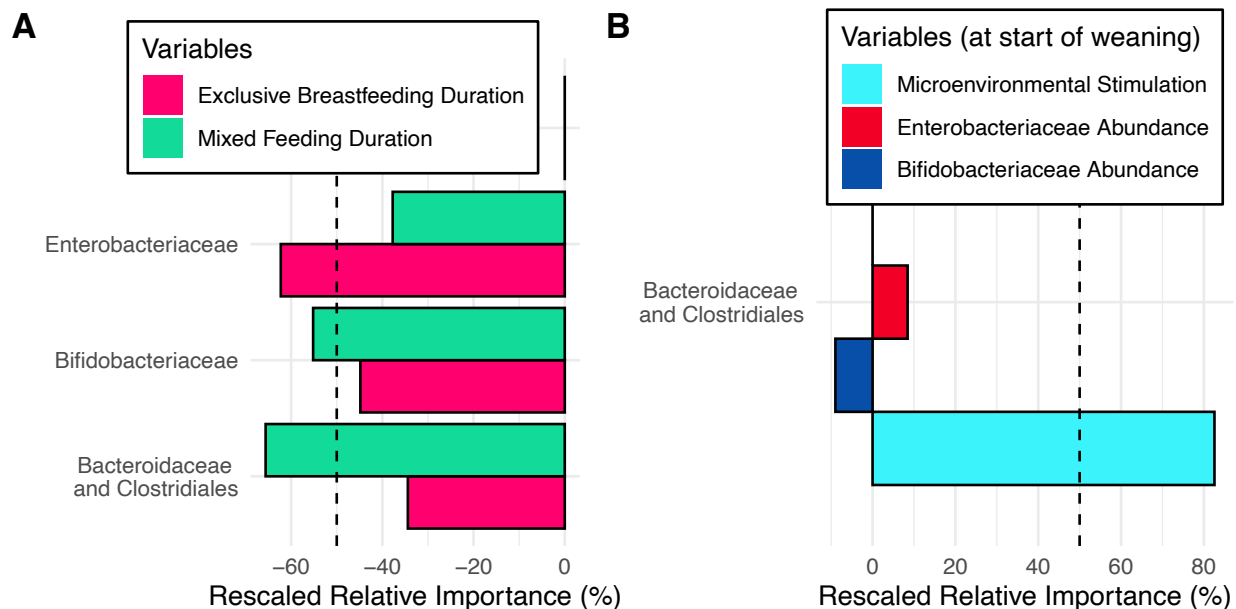 A
Variables
Exclusive Breastfeeding Duration
Mixed Feeding Duration
Enterobacteriaceae
Bifidobacteriaceae
Bacteroidaceae
and Clostridiales
−60 −40 −20 0
Rescaled Relative Importance (%)
B
Variables (at start of weaning)
Microenvironmental Stimulation
Enterobacteriaceae Abundance
Bifidobacteriaceae Abundance
Bacteroidaceae
and Clostridiales
0 20 40 60 80
Rescaled Relative Importance (%)